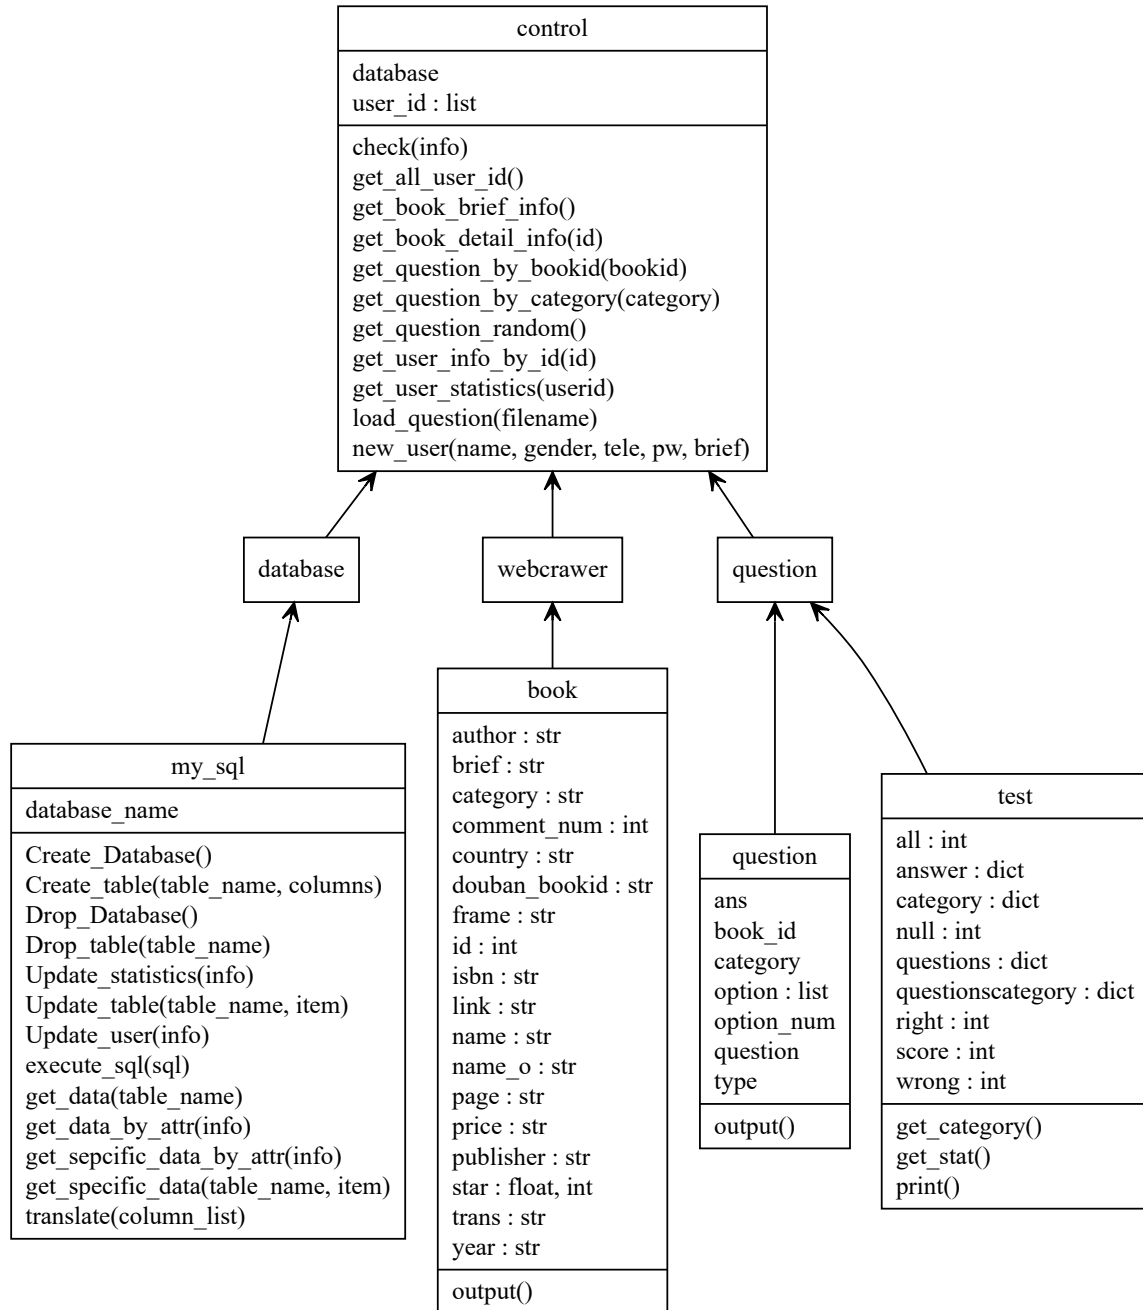 control
database
user_id : list
check(info)
get_all_user_id()
get_book_brief_info()
get_book_detail_info(id)
get_question_by_bookid(bookid)
get_question_by_category(category)
get_question_random()
get_user_info_by_id(id)
get_user_statistics(userid)
load_question(filename)
new_user(name, gender, tele, pw, brief)
database
webcrawer
question
my_sql
database_name
Create_Database()
Create_table(table_name, columns)
Drop_Database()
Drop_table(table_name)
Update_statistics(info)
Update_table(table_name, item)
Update_user(info)
execute_sql(sql)
get_data(table_name)
get_data_by_attr(info)
get_sepcific_data_by_attr(info)
get_specific_data(table_name, item)
translate(column_list)
book
author : str
brief : str
category : str
comment_num : int
country : str
douban_bookid : str
frame : str
id : int
isbn : str
link : str
name : str
name_o : str
page : str
price : str
publisher : str
star : float, int
trans : str
year : str
output()
question
ans
book_id
category
option : list
option_num
question
type
output()
test
all : int
answer : dict
category : dict
null : int
questions : dict
questionscategory : dict
right : int
score : int
wrong : int
get_category()
get_stat()
print()